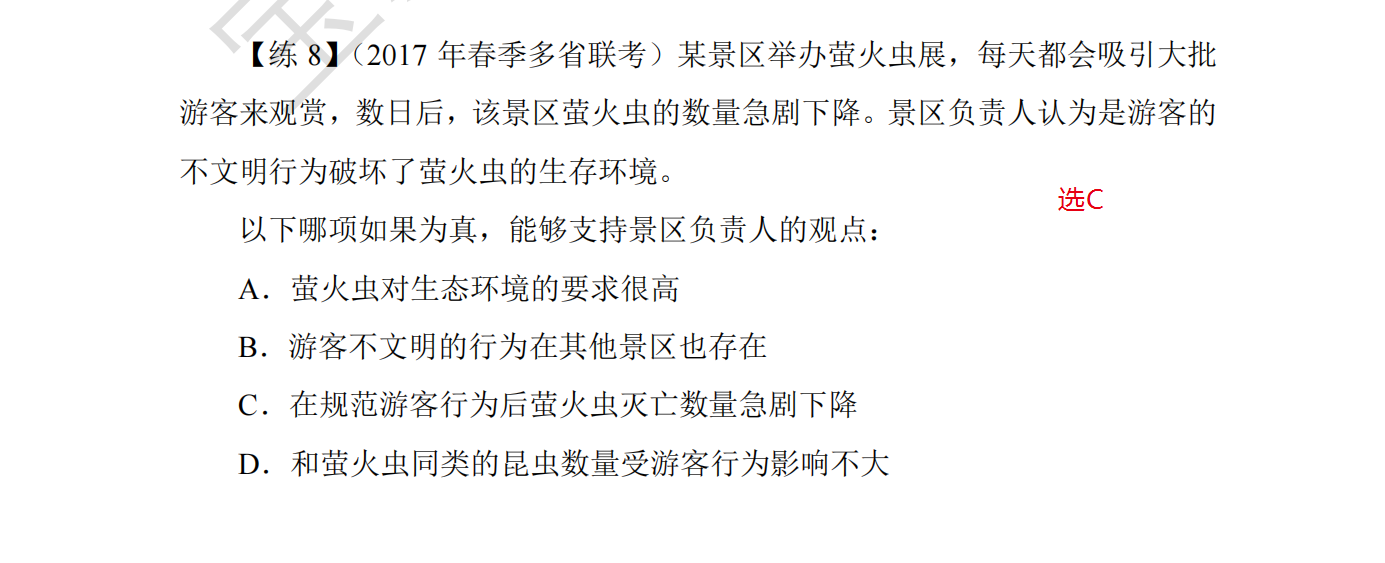 【练 8】（2017 年春季多省联考）某景区举办萤火虫展，每天都会吸引大批
游客来观赏，数日后，该景区萤火虫的数量急剧下降。景区负责人认为是游客的
不文明行为破坏了萤火虫的生存环境。
选C
以下哪项如果为真，能够支持景区负责人的观点：
A．萤火虫对生态环境的要求很高
B．游客不文明的行为在其他景区也存在
C．在规范游客行为后萤火虫灭亡数量急剧下降
D．和萤火虫同类的昆虫数量受游客行为影响不大